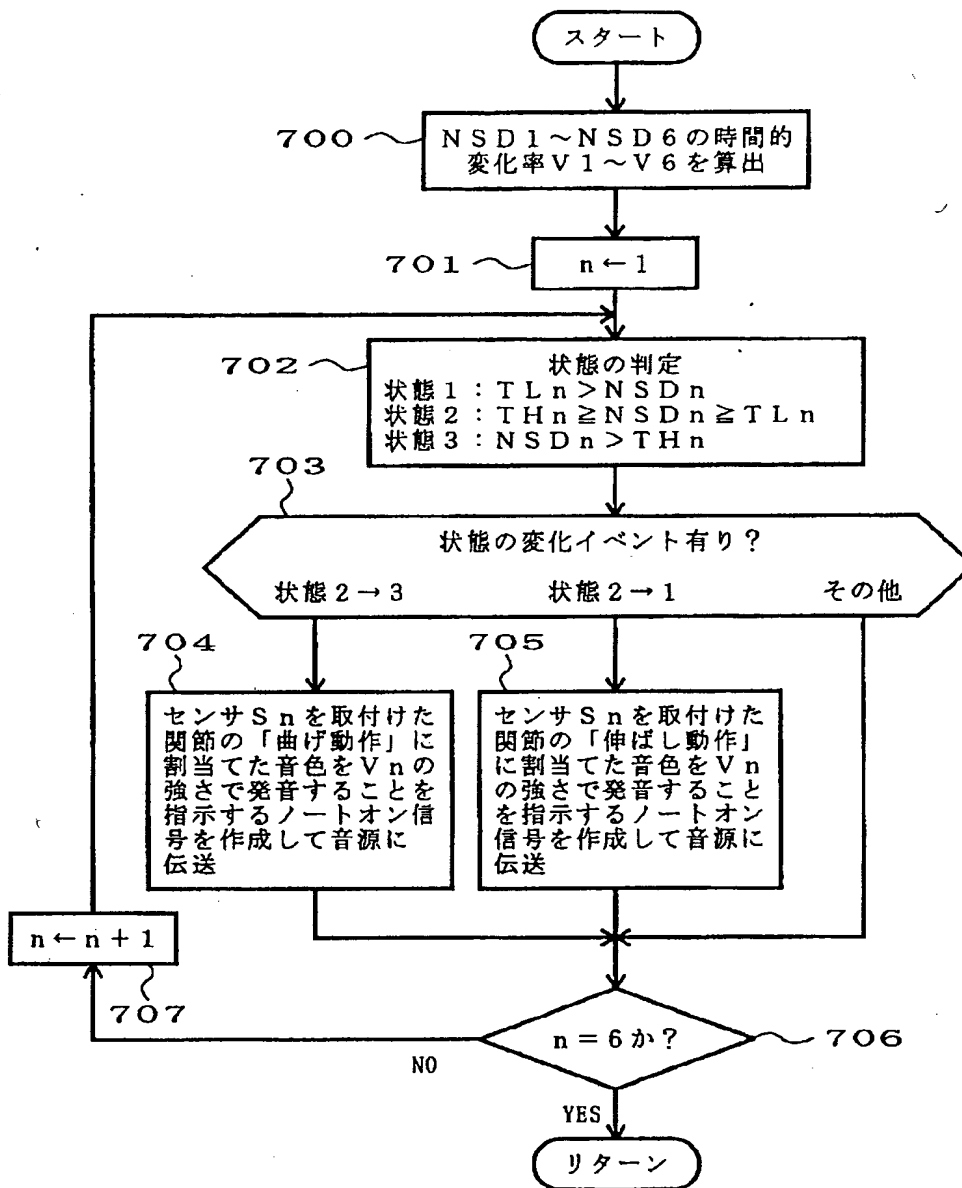 スタート
700
NSD1～NSD6の時間的
変化率V1～V6を算出
701
n←1
702
状態の判定
状態1：TLn＞NSDn
状態2：THn≧NSDn≧TLn
状態3：NSDn＞THn
703
状態の変化イベント有り？
状態2→3
状態2→1
その他
704
センサSnを取付けた
関節の「曲げ動作」に
割当てた音色をVnの
強さで発音することを
指示するノートオン信
号を作成して音源に
伝送
705
センサSnを取付けた
関節の「伸ばし動作」
に割当てた音色をVn
の強さで発音すること
を指示するノートオン
信号を作成して音源に
伝送
n←n＋1
707
n＝6か？
706
NO
YES
リターン